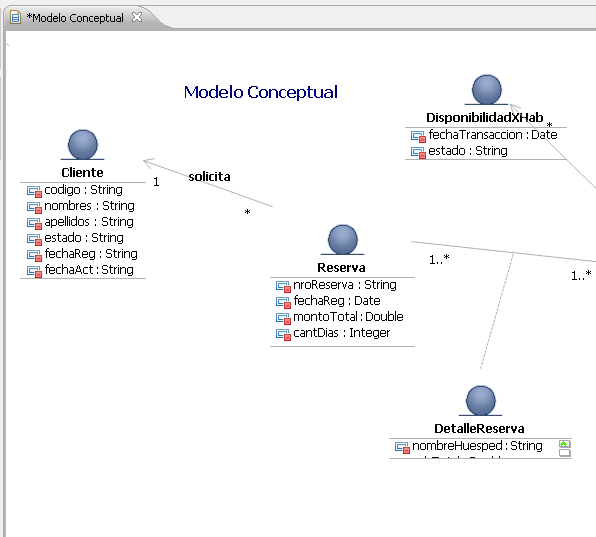 *Modelo Conceptual
Modelo Conceptual
DisponibilidadXHab
fechaTransaccion : Date
estado : String
*
Cliente
codigo : String
nombres : String
apellidos : String
estado : String
fechaReg : String
fechaAct : String
1
solicita
*
Reserva
nroReserva : String
fechaReg : Date
montoTotal : Double
cantDias : Integer
1..*
1..*
DetalleReserva
nombreHuesped : String